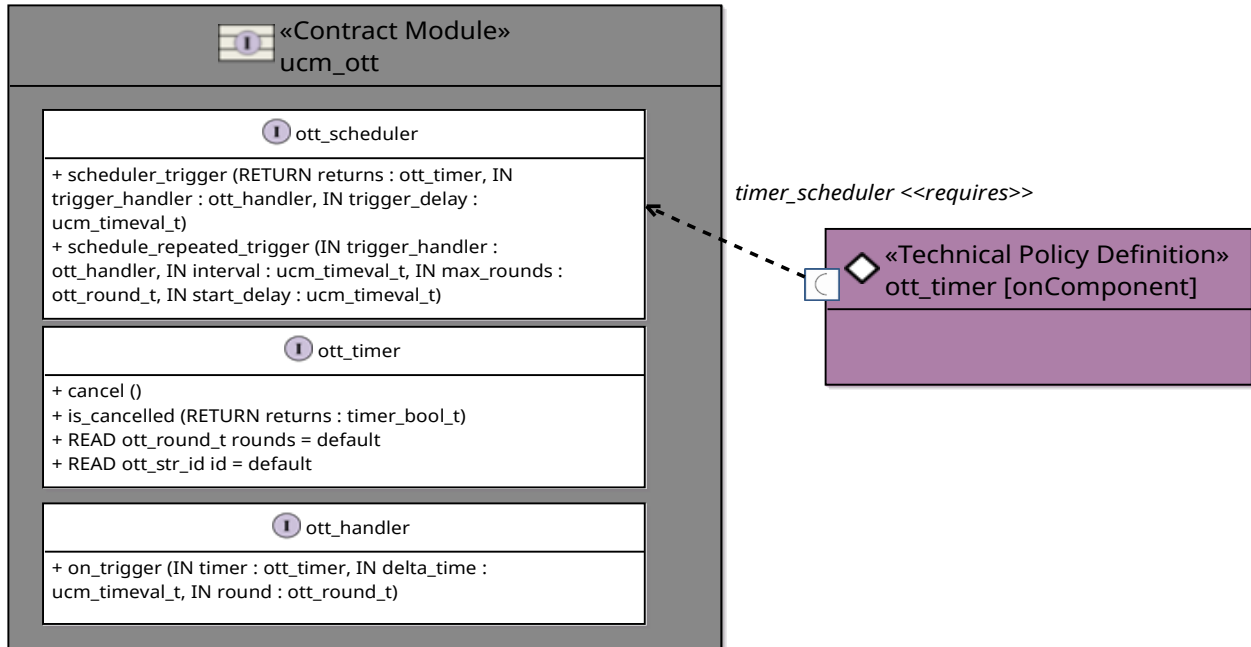 «Contract Module»
ucm_ott
I
ott_scheduler
+ scheduler_trigger (RETURN returns : ott_timer, IN
trigger_handler : ott_handler, IN trigger_delay :
ucm_timeval_t)
+ schedule_repeated_trigger (IN trigger_handler :
ott_handler, IN interval : ucm_timeval_t, IN max_rounds :
ott_round_t, IN start_delay : ucm_timeval_t)
I
ott_timer
+ cancel ()
+ is_cancelled (RETURN returns : timer_bool_t)
+ READ ott_round_t rounds = default
+ READ ott_str_id id = default
I
ott_handler
+ on_trigger (IN timer : ott_timer, IN delta_time :
ucm_timeval_t, IN round : ott_round_t)
timer_scheduler <<requires>>
«Technical Policy Definition»
ott_timer [onComponent]